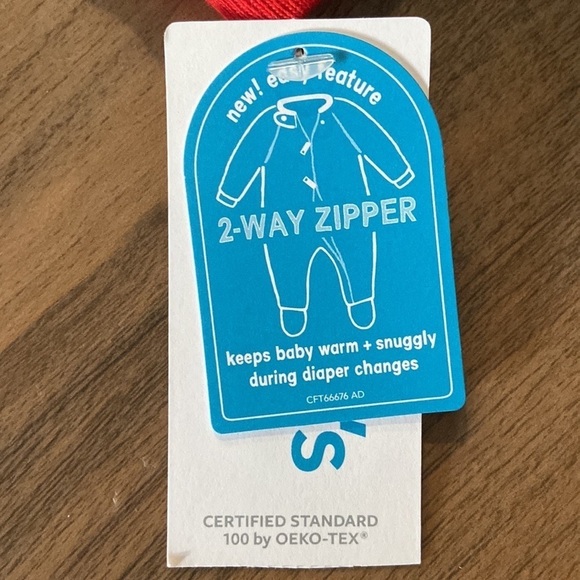 new! easy feature
2-WAY ZIPPER
keeps baby warm + snuggly
during diaper changes
CFT66676 AD
S
CERTIFIED STANDARD
100 by OEKO-TEX®